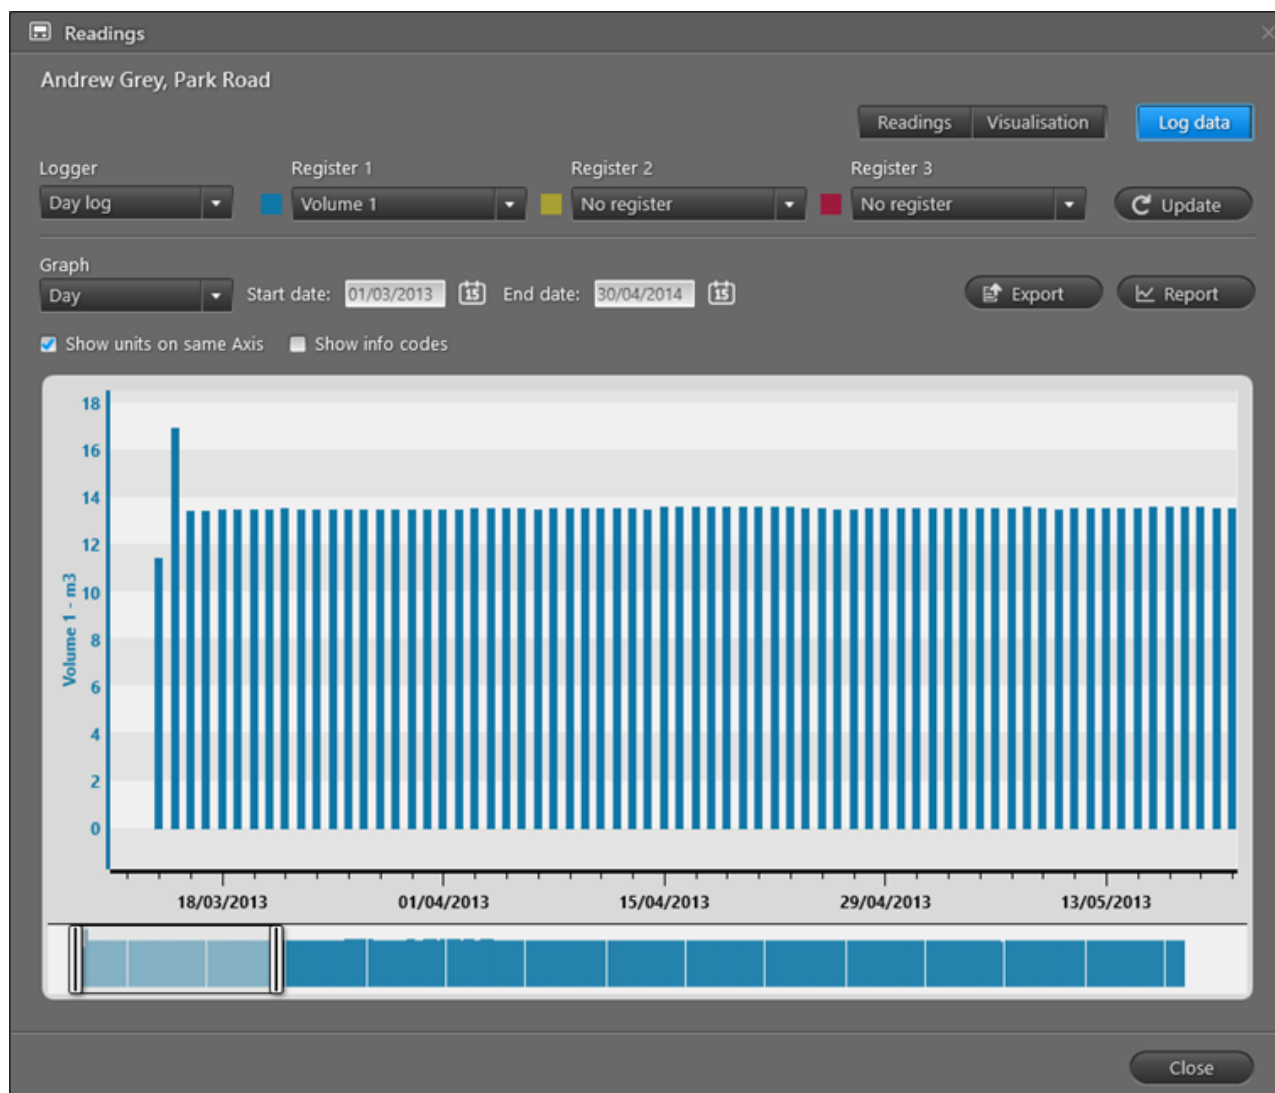 Readings
Andrew Grey, Park Road
Readings Visualisation Log data
Logger Register 1 Register 2 Register 3
Day log Volume 1 No register No register Update
Graph
Day Start date: 01/03/2013 15 End date: 30/04/2014 15 Export Report
Show units on same Axis Show info codes
18
16
14
12
10
8
6
4
2
0
Volume 1 - m3
18/03/2013 01/04/2013 15/04/2013 29/04/2013 13/05/2013
Close